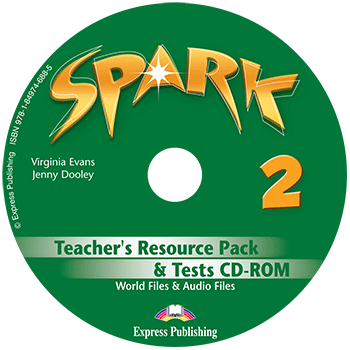 SPARK
2
Virginia Evans
Jenny Dooley
© Express Publishing ISBN 978-1-84974-688-5
Teacher's Resource Pack
& Tests CD-ROM
World Files & Audio Files
Express Publishing